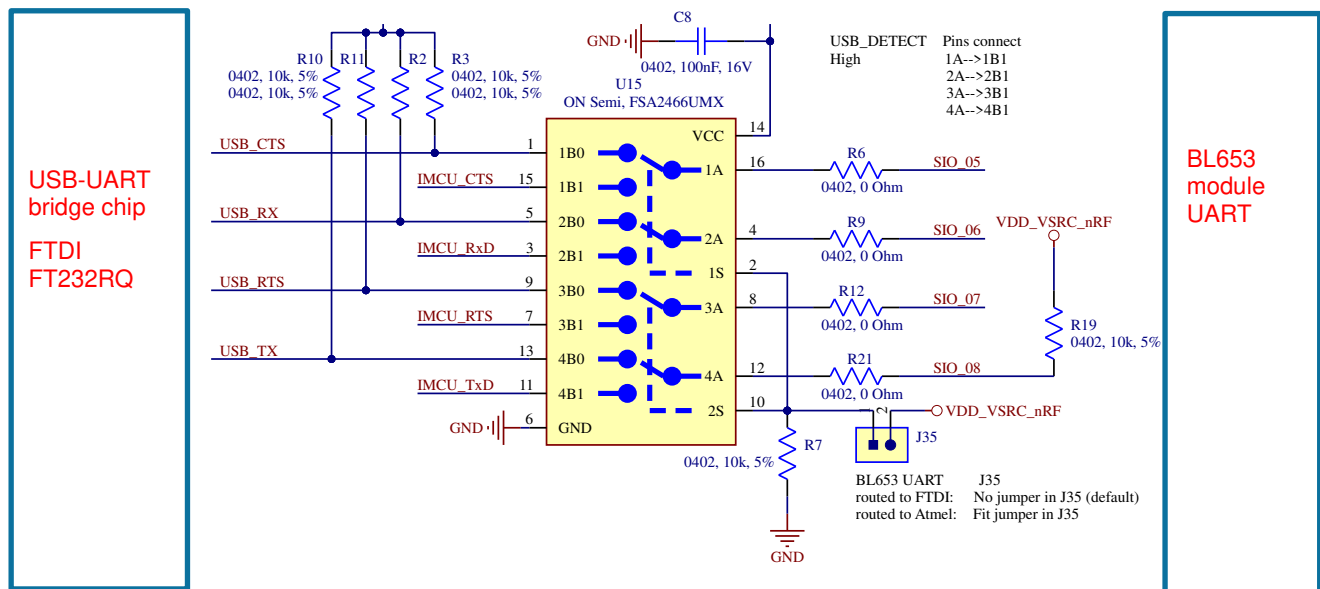 USB-UART
bridge chip
FTDI
FT232RQ
R10
R11
R2
R3
0402, 10k, 5%
0402, 10k, 5%
0402, 10k, 5%
0402, 10k, 5%
C8
GND
0402, 100nF, 16V
U15
ON Semi, FSA2466UMX
USB_DETECT Pins connect
High 1A-->1B1
2A-->2B1
3A-->3B1
4A-->4B1
USB_CTS
IMCU_CTS
USB_RX
IMCU_RxD
USB_RTS
IMCU_RTS
USB_TX
IMCU_TxD
GND
1 1B0
15 1B1
5 2B0
3 2B1
9 3B0
7 3B1
13 4B0
11 4B1
6 GND
VCC 14
1A 16
2A 4
1S 2
3A 8
4A 12
2S 10
R6
0402, 0 Ohm
SIO_05
R9
0402, 0 Ohm
SIO_06
R12
0402, 0 Ohm
SIO_07
R21
0402, 0 Ohm
SIO_08
VDD_VSRC_nRF
R19
0402, 10k, 5%
R7
0402, 10k, 5%
GND
1
2
VDD_VSRC_nRF
J35
BL653 UART J35
routed to FTDI: No jumper in J35 (default)
routed to Atmel: Fit jumper in J35
BL653
module
UART